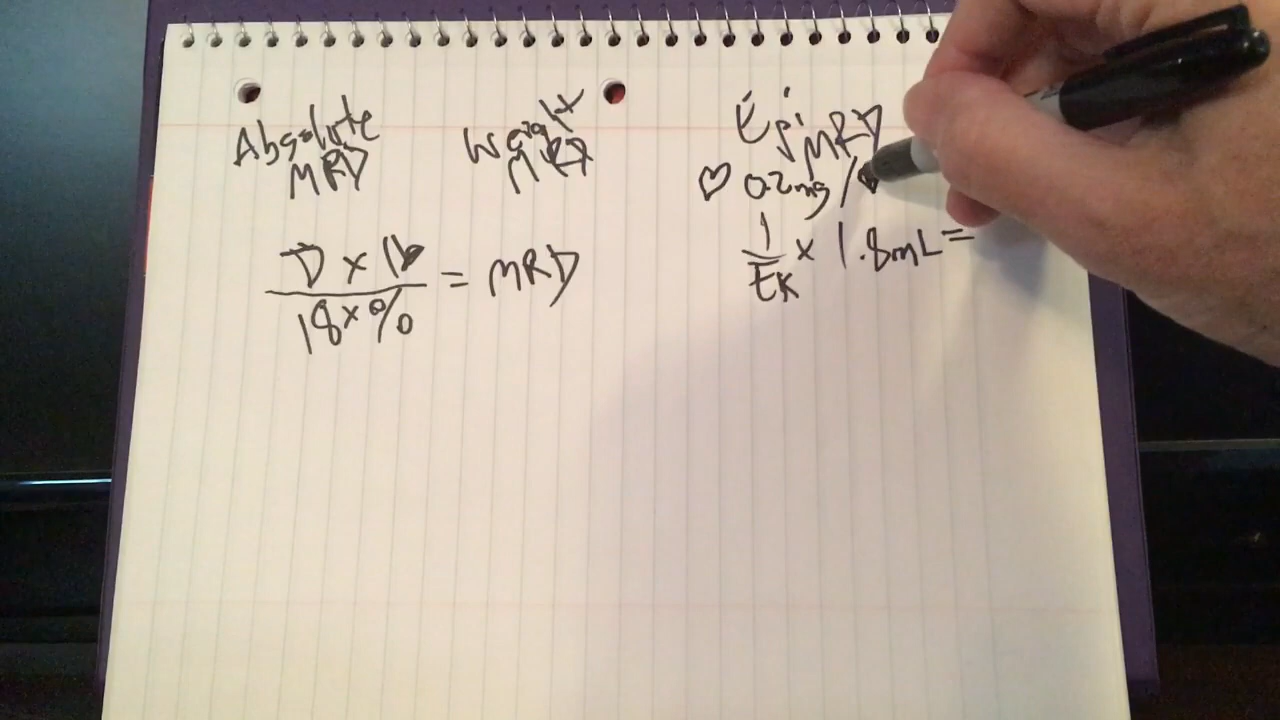 Absolute
MRD
Weight
MRD
Epi
MRD
♡ 0.2mg /
D x lb
18 x %
= MRD
1
EK
x 1.8mL =